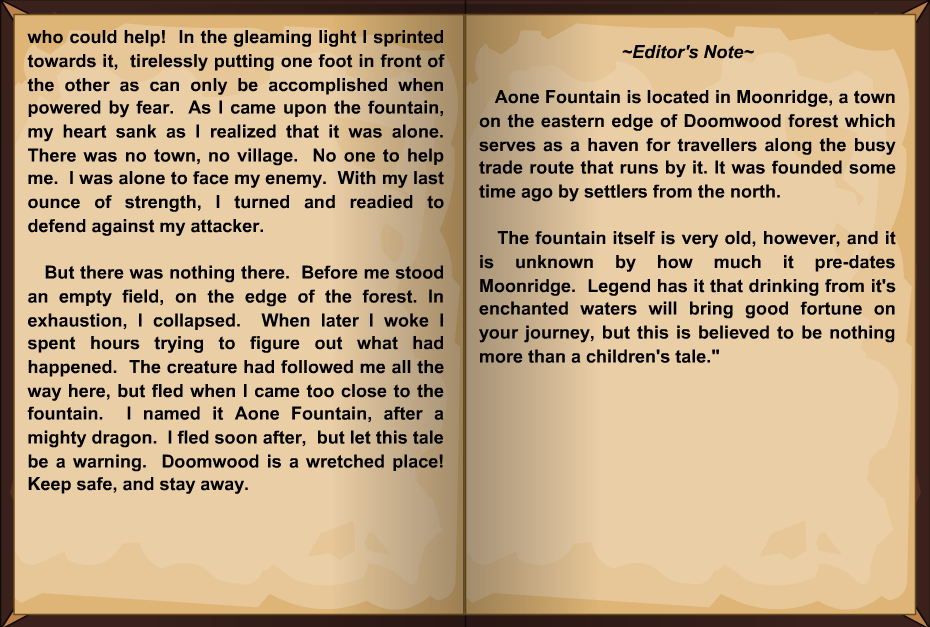 who could help! In the gleaming light I sprinted
towards it, tirelessly putting one foot in front of
the other as can only be accomplished when
powered by fear. As I came upon the fountain,
my heart sank as I realized that it was alone.
There was no town, no village. No one to help
me. I was alone to face my enemy. With my last
ounce of strength, I turned and readied to
defend against my attacker.
But there was nothing there. Before me stood
an empty field, on the edge of the forest. In
exhaustion, I collapsed. When later I woke I
spent hours trying to figure out what had
happened. The creature had followed me all the
way here, but fled when I came too close to the
fountain. I named it Aone Fountain, after a
mighty dragon. I fled soon after, but let this tale
be a warning. Doomwood is a wretched place!
Keep safe, and stay away.
~Editor's Note~
Aone Fountain is located in Moonridge, a town
on the eastern edge of Doomwood forest which
serves as a haven for travellers along the busy
trade route that runs by it. It was founded some
time ago by settlers from the north.
The fountain itself is very old, however, and it
is unknown by how much it pre-dates
Moonridge. Legend has it that drinking from it's
enchanted waters will bring good fortune on
your journey, but this is believed to be nothing
more than a children's tale."